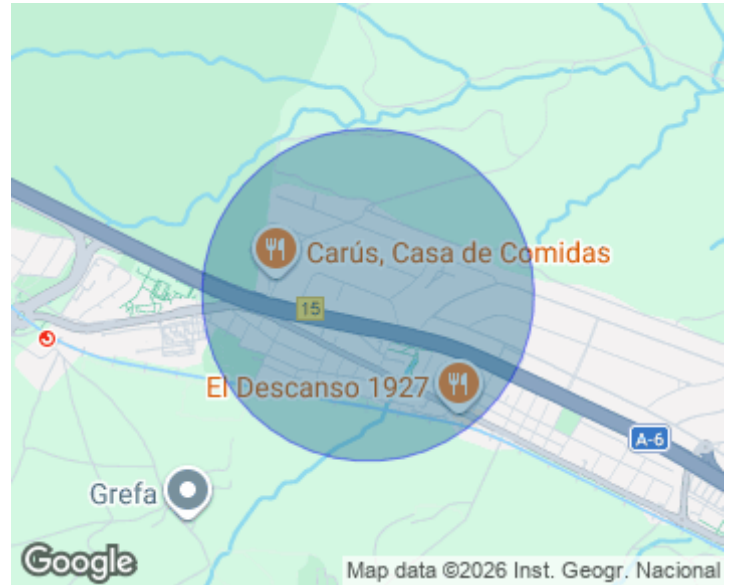 Carús, Casa de Comidas
15
El Descanso 1927
A-6
Grefa
Google
Map data ©2026 Inst. Geogr. Nacional